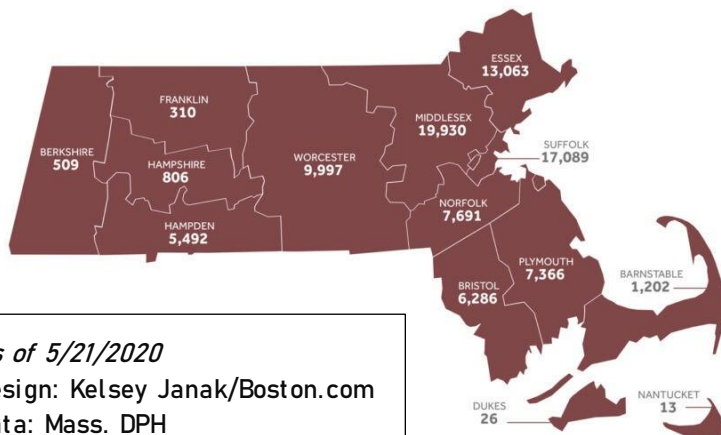 ESSEX
13,063
FRANKLIN
310
MIDDLESEX
19,930
SUFFOLK
17,089
BERKSHIRE
509
HAMPSHIRE
806
WORCESTER
9,997
NORFOLK
7,691
HAMPDEN
5,492
PLYMOUTH
7,366
BARNSTABLE
1,202
BRISTOL
6,286
s of 5/21/2020
esign: Kelsey Janak/Boston.com
ata: Mass. DPH
DUKES
26
NANTUCKET
13